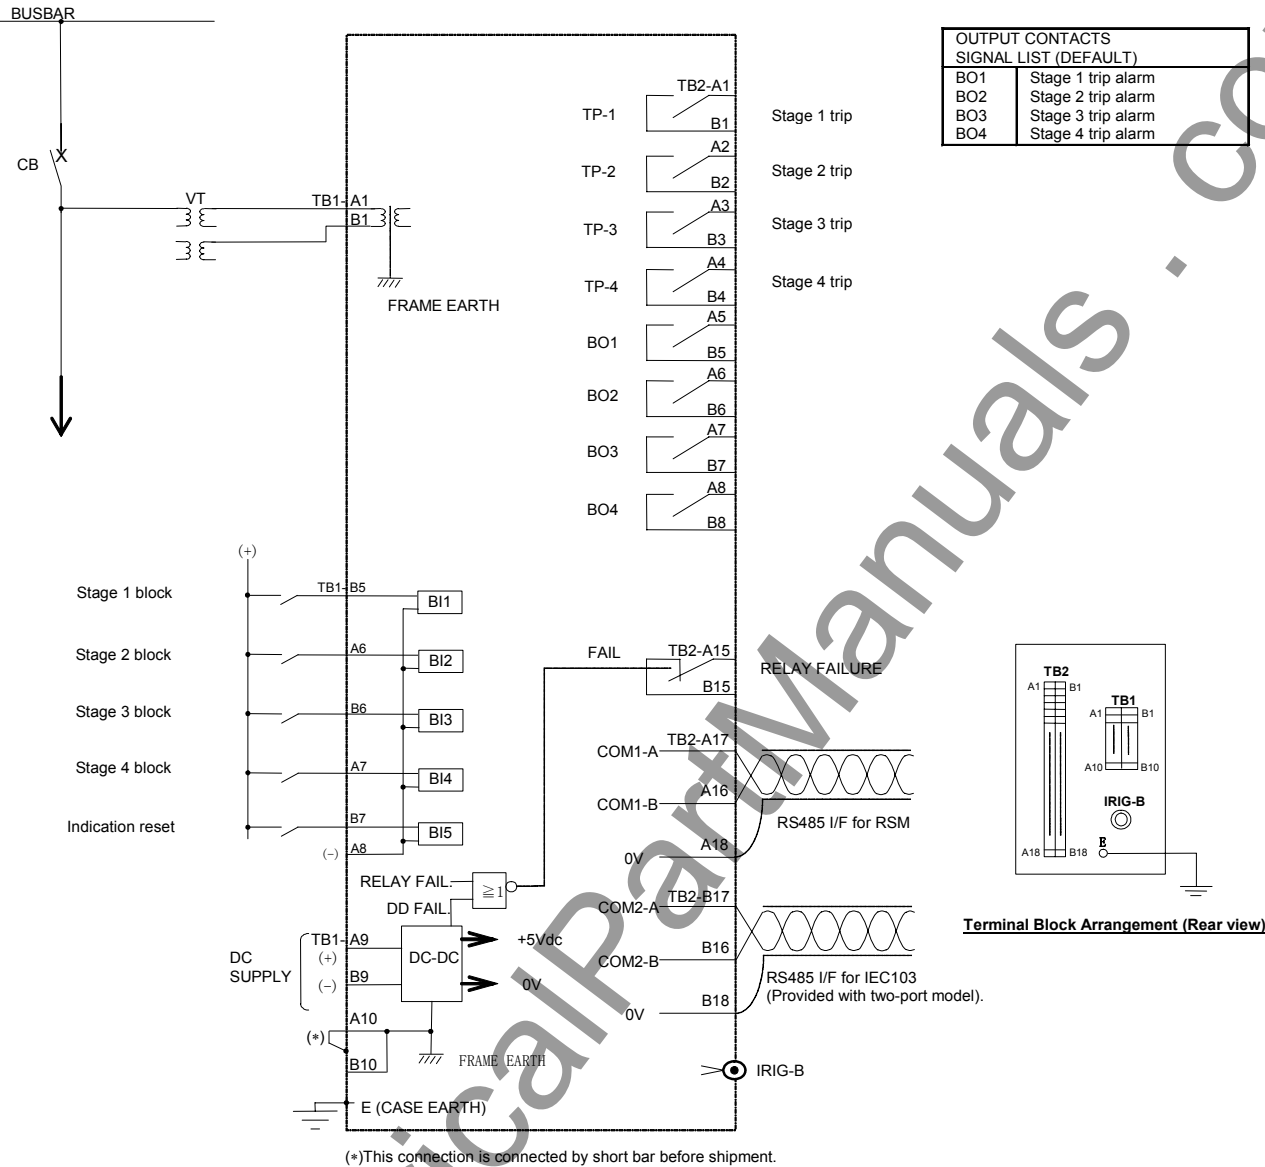 BUSBAR
CB
VT
TB1- A1
B1
FRAME EARTH
TP-1
TB2-A1
B1
Stage 1 trip
TP-2
A2
B2
Stage 2 trip
TP-3
A3
B3
Stage 3 trip
TP-4
A4
B4
Stage 4 trip
BO1
A5
B5
BO2
A6
B6
BO3
A7
B7
BO4
A8
B8
OUTPUT CONTACTS
SIGNAL LIST (DEFAULT)
BO1 Stage 1 trip alarm
BO2 Stage 2 trip alarm
BO3 Stage 3 trip alarm
BO4 Stage 4 trip alarm
(+)
Stage 1 block
TB1- B5
BI1
Stage 2 block
A6
BI2
Stage 3 block
B6
BI3
Stage 4 block
A7
BI4
Indication reset
B7
BI5
(-) A8
FAIL
TB2-A15
B15
RELAY FAILURE
COM1-A
TB2-A17
COM1-B
A16
0V
A18
RS485 I/F for RSM
RELAY FAIL.
DD FAIL.
≧1
COM2-A
TB2-B17
COM2-B
B16
0V
B18
RS485 I/F for IEC103
(Provided with two-port model).
DC
SUPPLY
TB1- A9
(+)
(-)
B9
DC-DC
+5Vdc
0V
A10
(*)
B10
FRAME EARTH
E (CASE EARTH)
IRIG-B
(*)This connection is connected by short bar before shipment.
TB2
A1 B1
A18 B18
TB1
A1 B1
A10 B10
IRIG-B
E
Terminal Block Arrangement (Rear view)
icalPartManuals . co